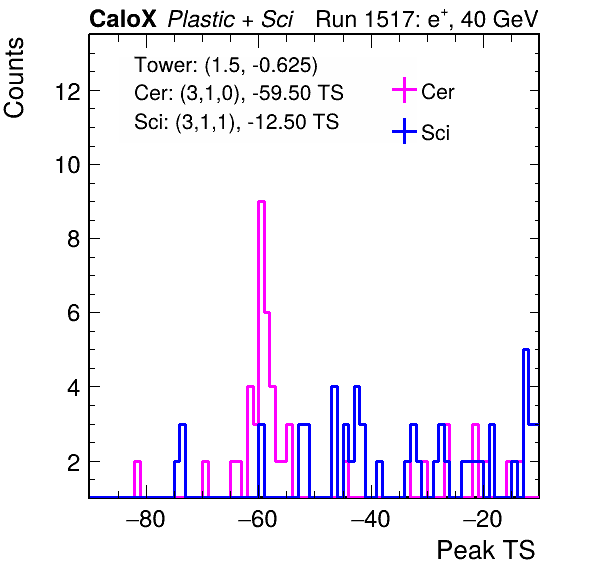 CaloX Plastic + Sci Run 1517: e⁺, 40 GeV
Counts
Tower: (1.5, -0.625)
Cer: (3,1,0), -59.50 TS
Sci: (3,1,1), -12.50 TS
Cer
Sci
12
10
8
6
4
2
−80 −60 −40 −20
Peak TS